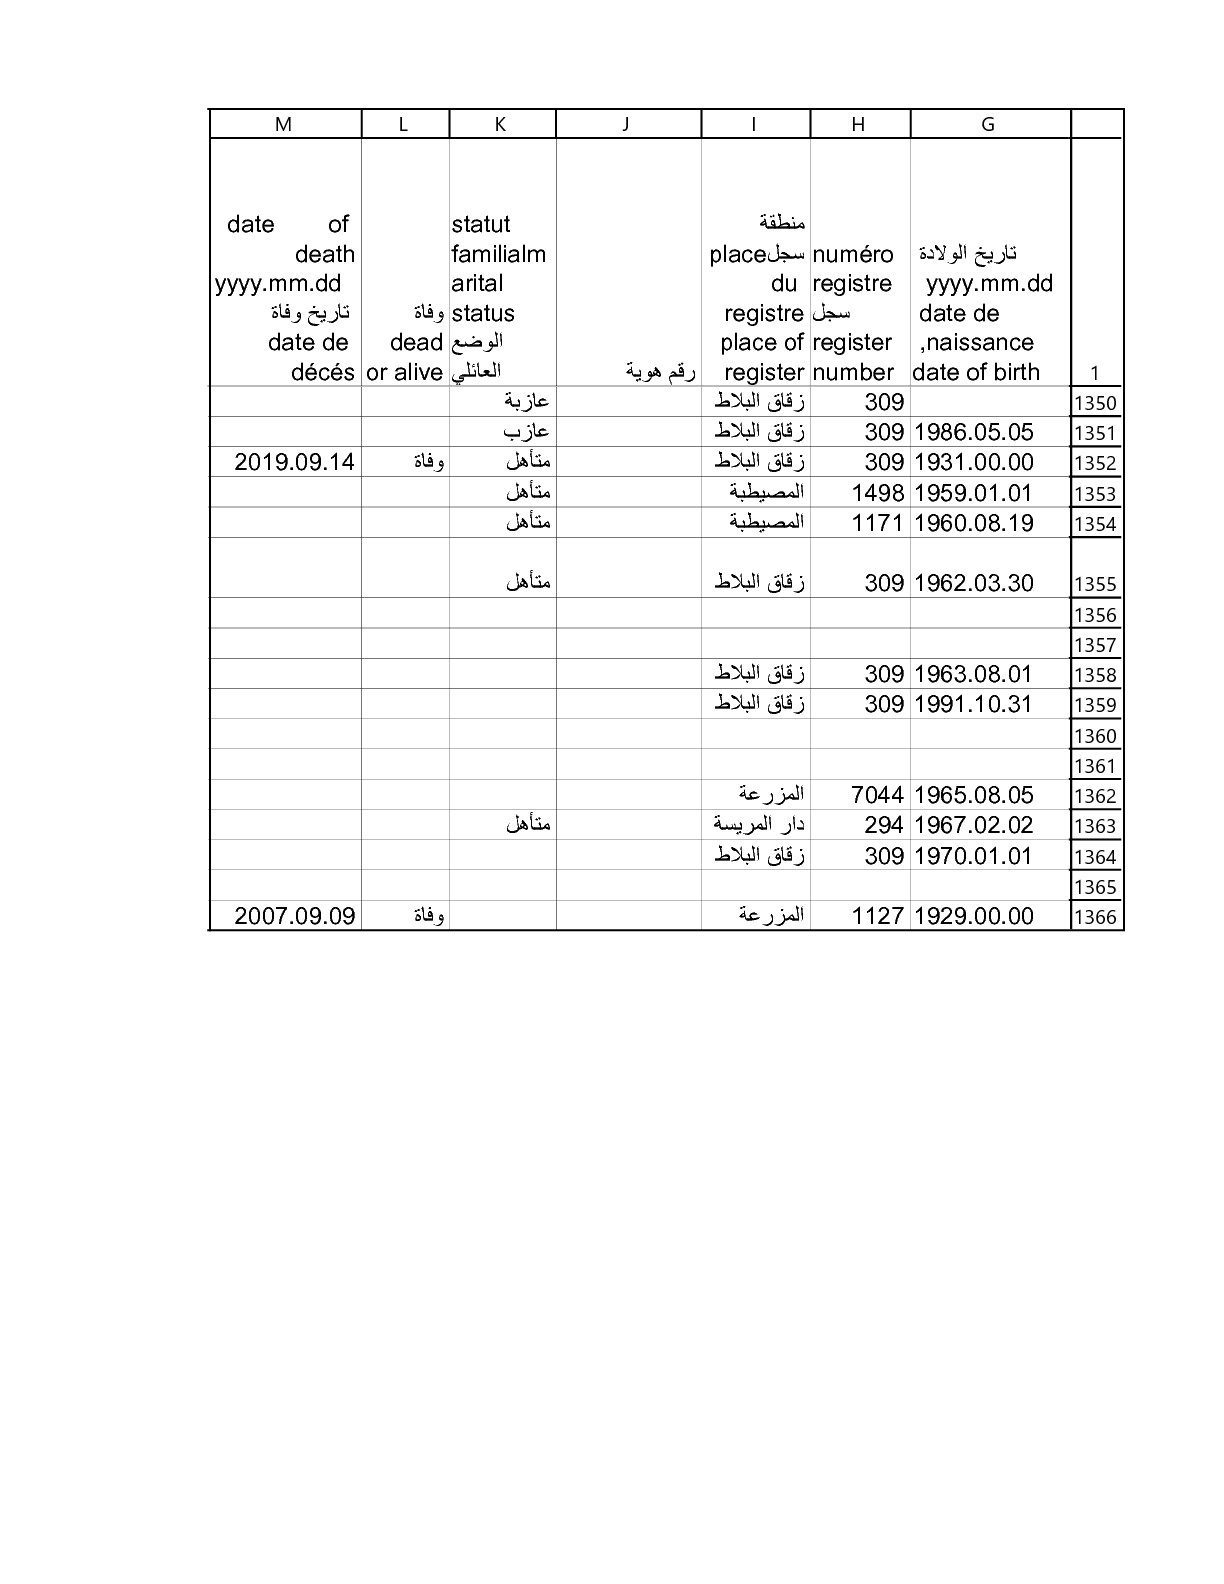 M L K J I H G
date of death yyyy.mm.dd تاريخ وفاة date de décés
وفاة dead or alive
statut familialm arital status الوضع العائلي
رقم هوية
منطقة سجلplace du registre place of register
numéro registre سجل register number
تاريخ الولادة yyyy.mm.dd date de naissance, date of birth
1
عازبة زقاق البلاط 309 1350
عازب زقاق البلاط 309 1986.05.05 1351
2019.09.14 وفاة متأهل زقاق البلاط 309 1931.00.00 1352
متأهل المصيطبة 1498 1959.01.01 1353
متأهل المصيطبة 1171 1960.08.19 1354
متأهل زقاق البلاط 309 1962.03.30 1355
1356
1357
زقاق البلاط 309 1963.08.01 1358
زقاق البلاط 309 1991.10.31 1359
1360
1361
المزرعة 7044 1965.08.05 1362
متأهل دار المريسة 294 1967.02.02 1363
زقاق البلاط 309 1970.01.01 1364
1365
2007.09.09 وفاة المزرعة 1127 1929.00.00 1366